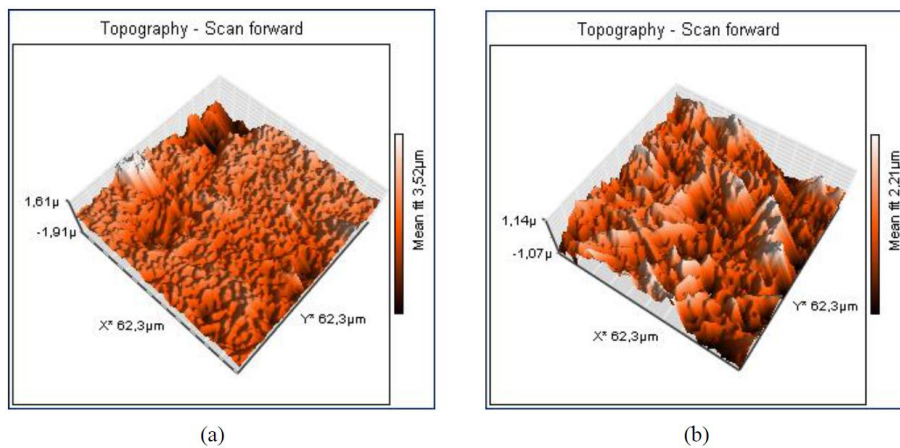 Topography - Scan forward
1,61µ
-1,91µ
X* 62,3µm
Y* 62,3µm
Mean fit 3,52µm
(a)
Topography - Scan forward
1,14µ
-1,07µ
X* 62,3µm
Y* 62,3µm
Mean fit 2,21µm
(b)